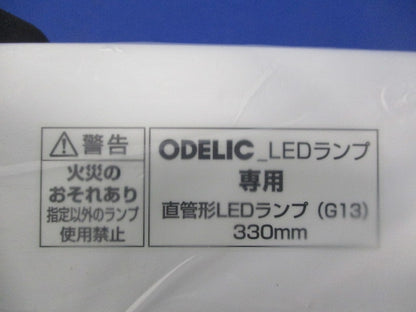 ⚠警告
火災の
おそれあり
指定以外のランプ
使用禁止
ODELIC_LEDランプ
専用
直管形LEDランプ（G13）
330mm